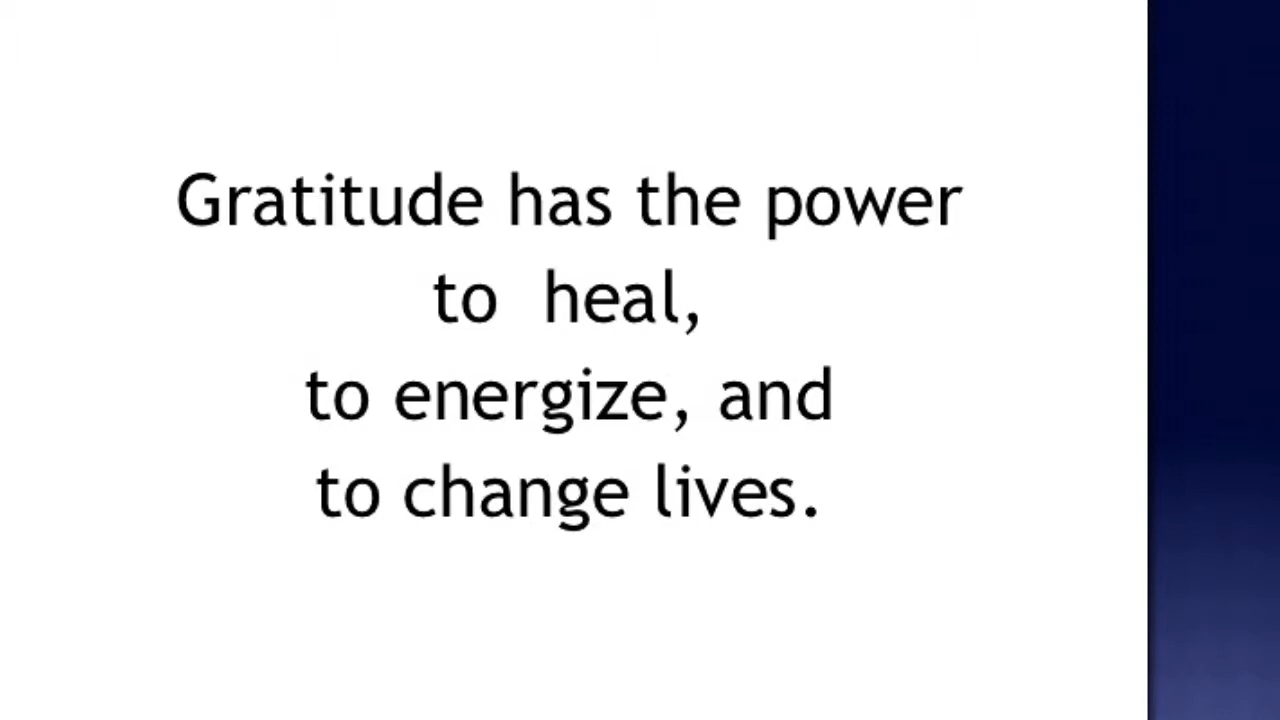 Gratitude has the power
to  heal,
to energize, and
to change lives.